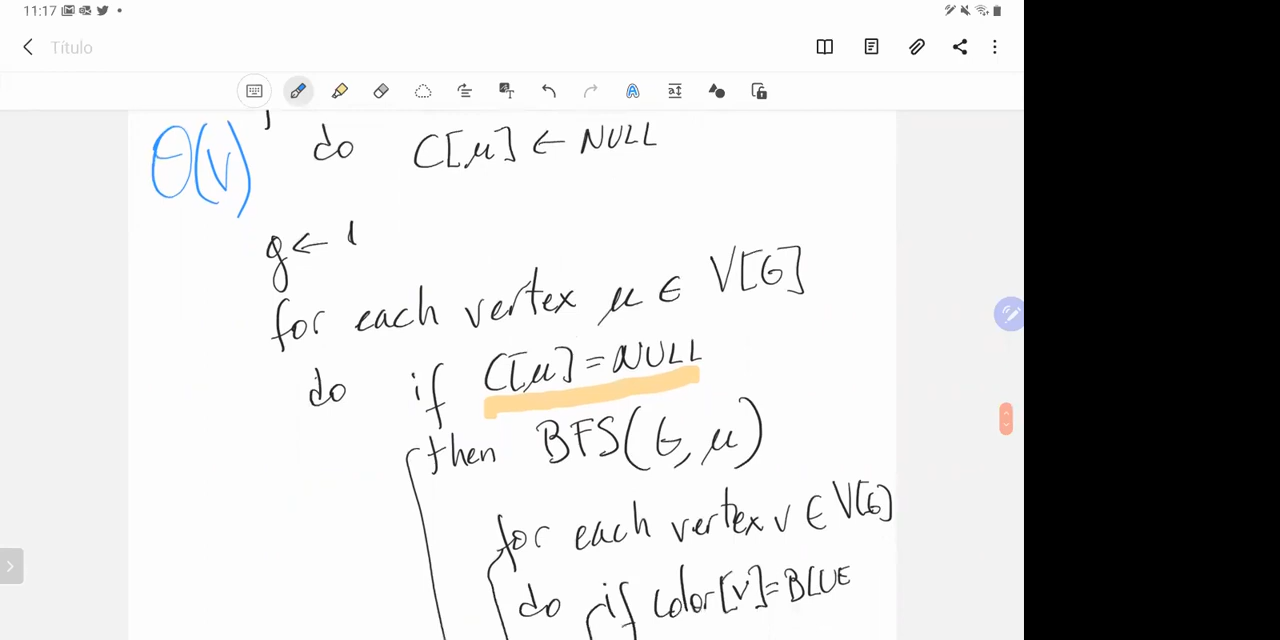 11:17
Título
Θ(V)
do C[μ] ← NULL
g ← 1
for each vertex μ ∈ V[G]
do if C[μ] = NULL
then BFS(G, μ)
for each vertex v ∈ V[G]
do if color[v] = BLUE